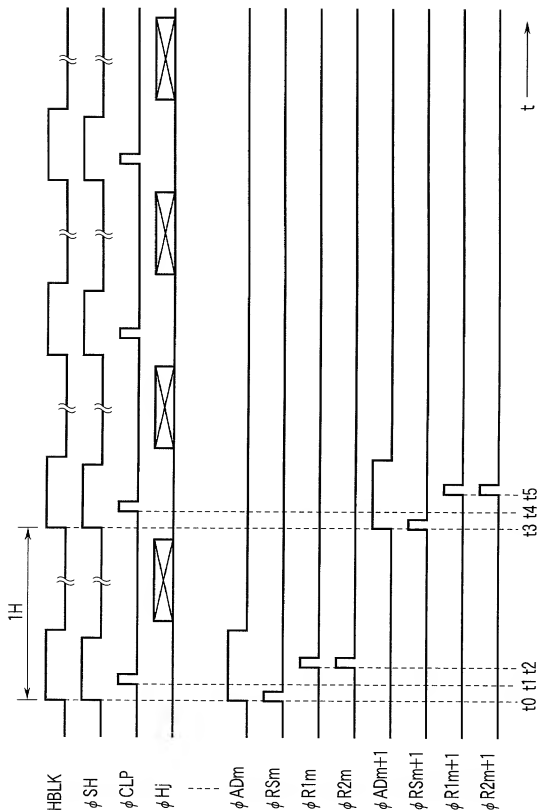 1H
HBLK
φSH
φCLP
φHj
φADm
φRSm
φR1m
φR2m
φADm+1
φRSm+1
φR1m+1
φR2m+1
t0 t1 t2
t3 t4 t5
t